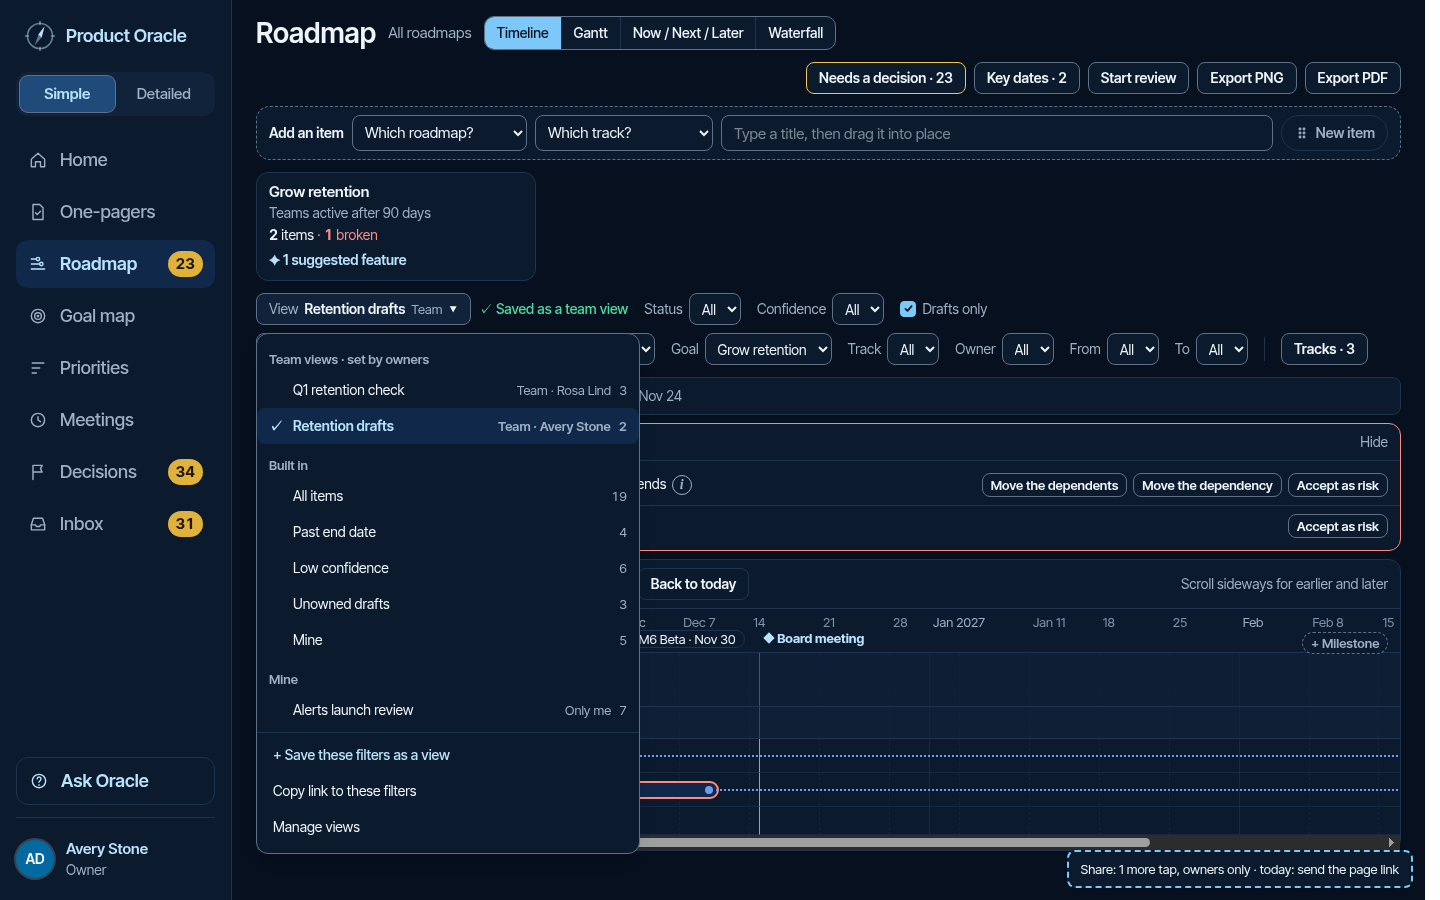 Product Oracle
Simple
Detailed
Home
One-pagers
Roadmap 23
Goal map
Priorities
Meetings
Decisions 34
Inbox 31
Ask Oracle
AD
Avery Stone
Owner
Roadmap All roadmaps Timeline Gantt Now / Next / Later Waterfall
Needs a decision · 23 Key dates · 2 Start review Export PNG Export PDF
Add an item Which roadmap? Which track? Type a title, then drag it into place New item
Grow retention
Teams active after 90 days
2 items · 1 broken
✦ 1 suggested feature
View Retention drafts Team ▼ ✓ Saved as a team view Status All Confidence All Drafts only
Goal Grow retention Track All Owner All From All To All Tracks · 3
Team views · set by owners
Q1 retention check Team · Rosa Lind 3
✓ Retention drafts Team · Avery Stone 2
Built in
All items 19
Past end date 4
Low confidence 6
Unowned drafts 3
Mine 5
Mine
Alerts launch review Only me 7
+ Save these filters as a view
Copy link to these filters
Manage views
Nov 24
Hide
ends i Move the dependents Move the dependency Accept as risk
Accept as risk
Back to today Scroll sideways for earlier and later
c Dec 7 14 21 28 Jan 2027 Jan 11 18 25 Feb Feb 8 15
M6 Beta · Nov 30 ◆ Board meeting + Milestone
Share: 1 more tap, owners only · today: send the page link